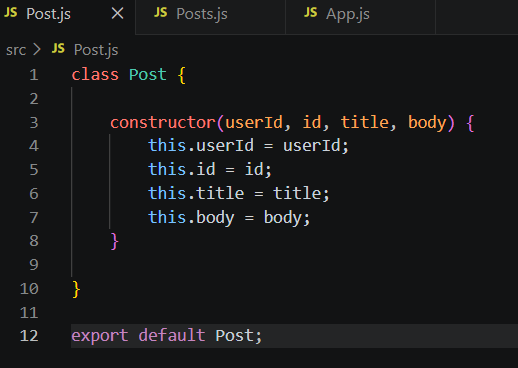 JS Post.js × JS Posts.js JS App.js
src > JS Post.js
1 class Post {
2
3 constructor(userId, id, title, body) {
4 this.userId = userId;
5 this.id = id;
6 this.title = title;
7 this.body = body;
8 }
9
10 }
11
12 export default Post;